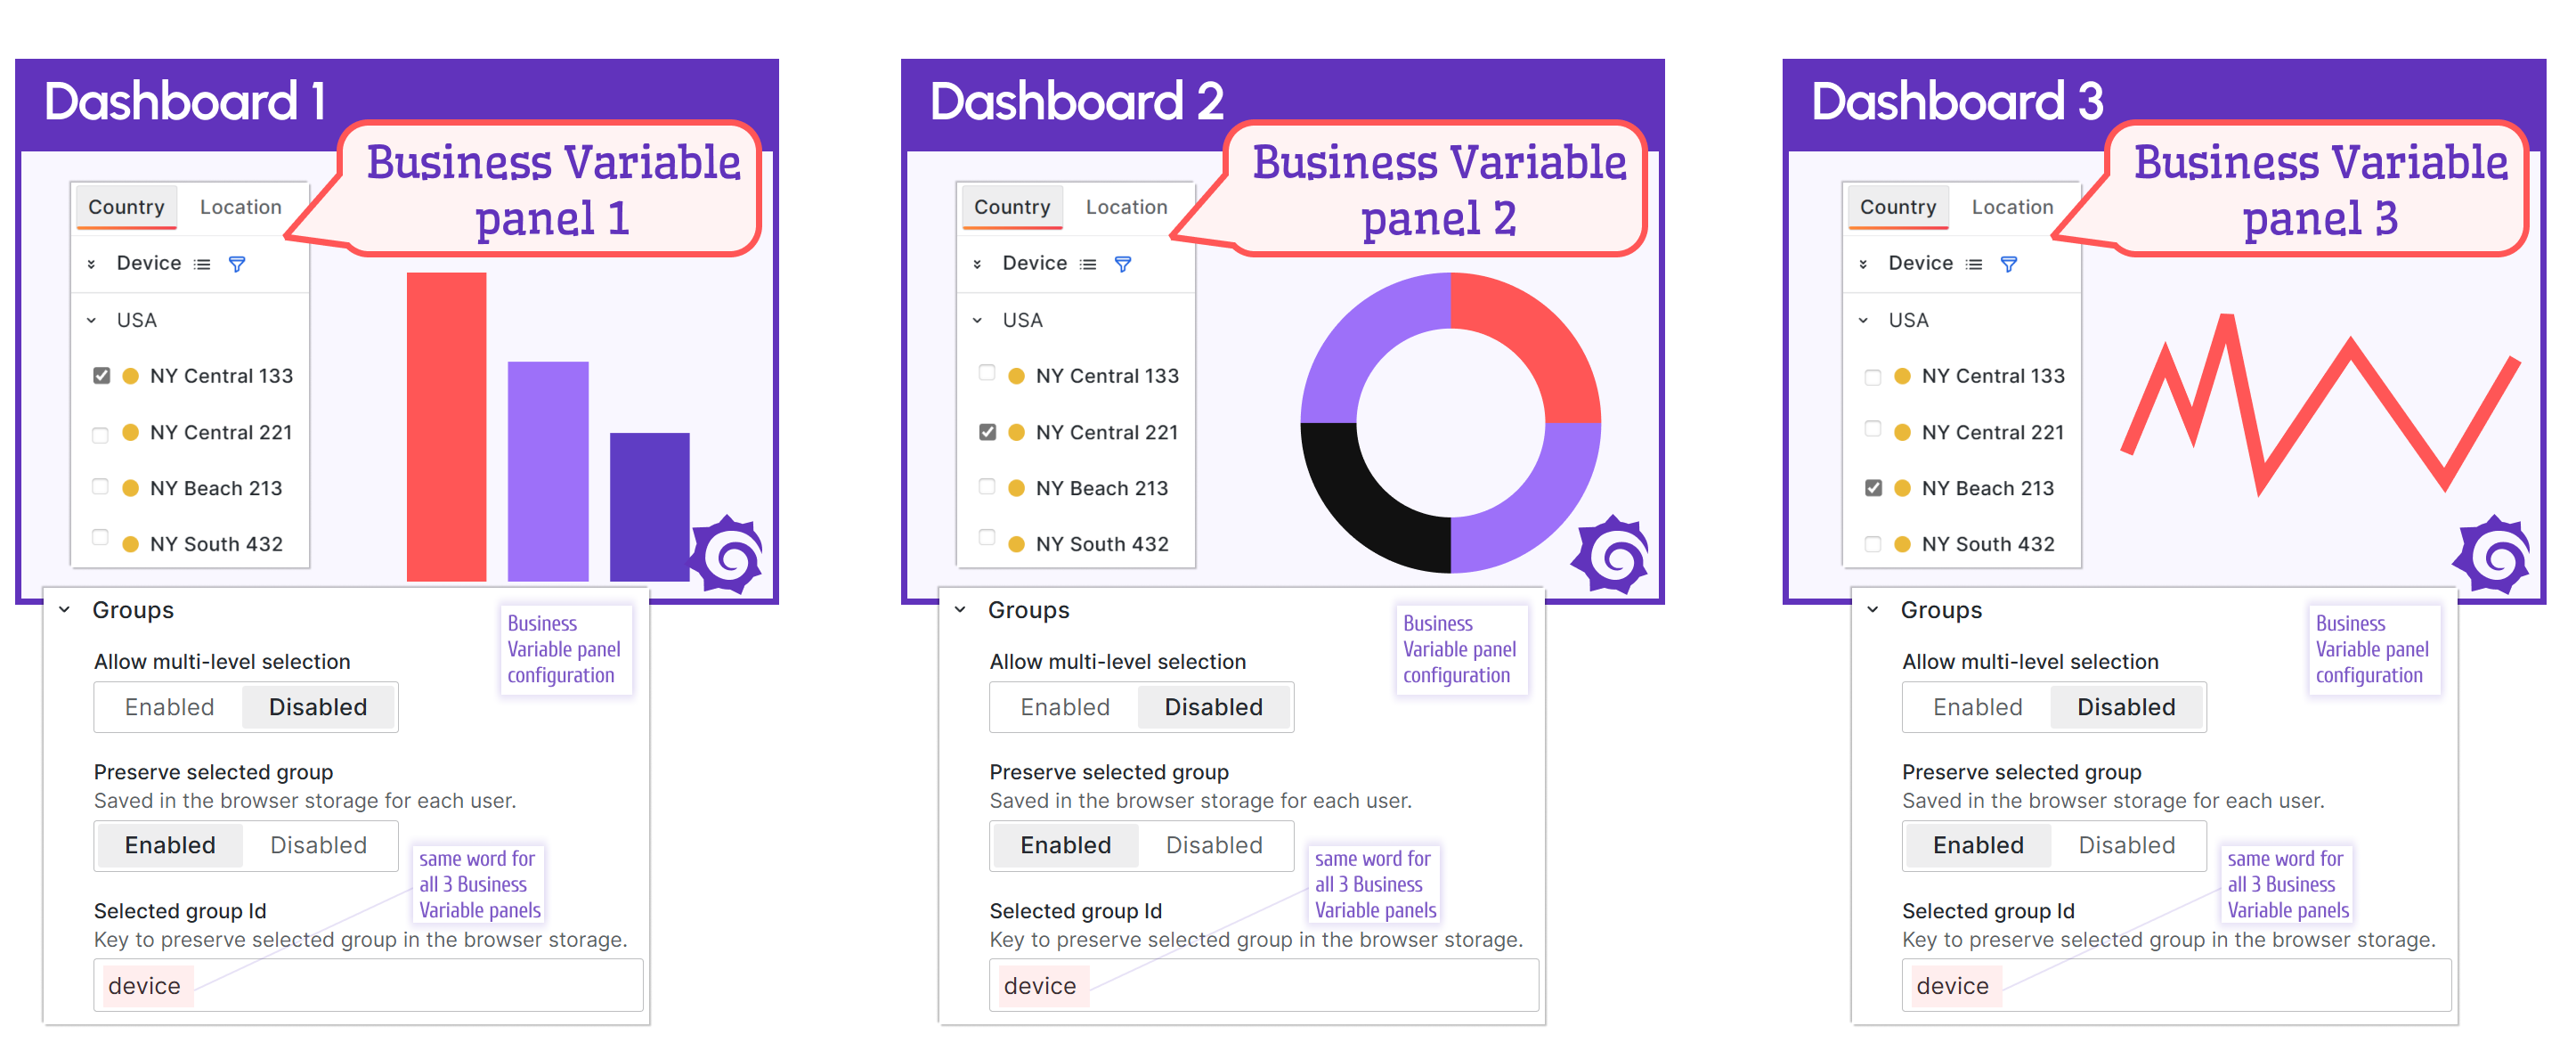 Dashboard 1
Business Variable
panel 1
Country Location
Device
USA
NY Central 133
NY Central 221
NY Beach 213
NY South 432
Groups
Business
Variable panel
configuration
Allow multi-level selection
Enabled Disabled
Preserve selected group
Saved in the browser storage for each user.
Enabled Disabled
same word for
all 3 Business
Variable panels
Selected group Id
Key to preserve selected group in the browser storage.
device
Dashboard 2
Business Variable
panel 2
Country Location
Device
USA
NY Central 133
NY Central 221
NY Beach 213
NY South 432
Groups
Business
Variable panel
configuration
Allow multi-level selection
Enabled Disabled
Preserve selected group
Saved in the browser storage for each user.
Enabled Disabled
same word for
all 3 Business
Variable panels
Selected group Id
Key to preserve selected group in the browser storage.
device
Dashboard 3
Business Variable
panel 3
Country Location
Device
USA
NY Central 133
NY Central 221
NY Beach 213
NY South 432
Groups
Business
Variable panel
configuration
Allow multi-level selection
Enabled Disabled
Preserve selected group
Saved in the browser storage for each user.
Enabled Disabled
same word for
all 3 Business
Variable panels
Selected group Id
Key to preserve selected group in the browser storage.
device